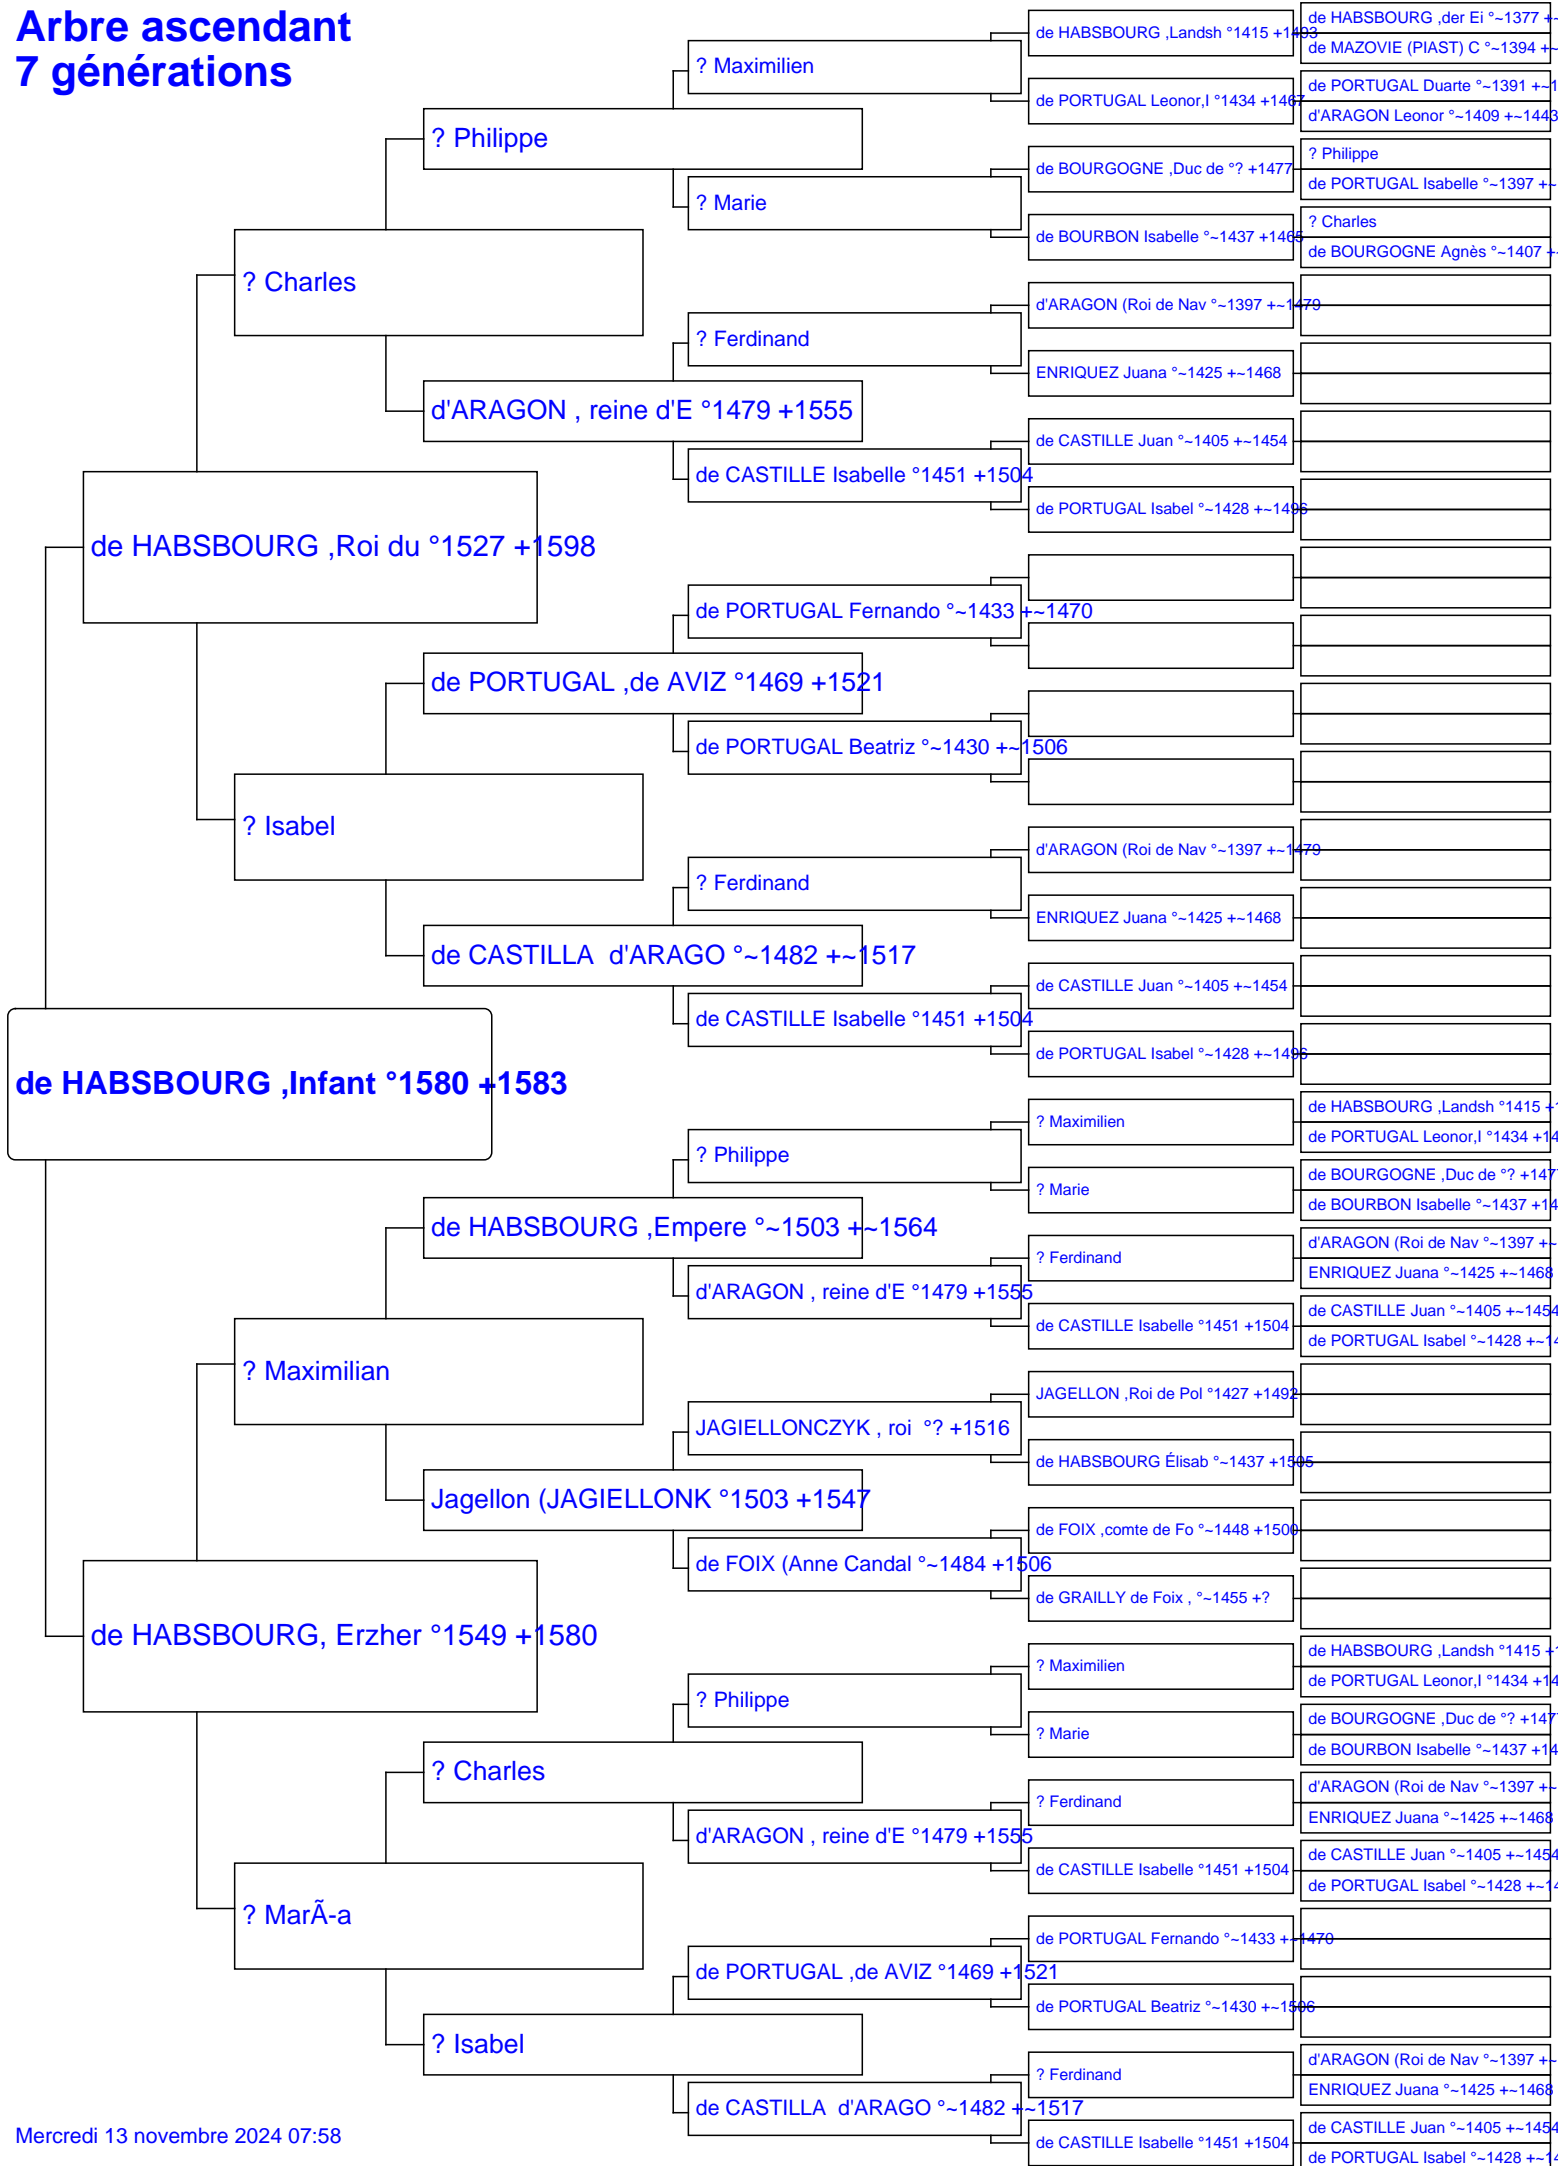 Arbre ascendant
7 générations
de HABSBOURG ,Infant °1580 +1583
de HABSBOURG ,Roi du °1527 +1598
de HABSBOURG, Erzher °1549 +1580
? Charles
? Isabel
? Maximilian
? MarÃ-a
? Philippe
d'ARAGON , reine d'E °1479 +1555
de PORTUGAL ,de AVIZ °1469 +1521
de CASTILLA  d'ARAGO °~1482 +~1517
de HABSBOURG ,Empere °~1503 +~1564
Jagellon (JAGIELLONK °1503 +1547
? Charles
? Isabel
? Maximilien
? Marie
? Ferdinand
de CASTILLE Isabelle °1451 +1504
de PORTUGAL Fernando °~1433 +~1470
de PORTUGAL Beatriz °~1430 +~1506
? Ferdinand
de CASTILLE Isabelle °1451 +1504
? Philippe
d'ARAGON , reine d'E °1479 +1555
JAGIELLONCZYK , roi  °? +1516
de FOIX (Anne Candal °~1484 +1506
? Philippe
d'ARAGON , reine d'E °1479 +1555
de PORTUGAL ,de AVIZ °1469 +1521
de CASTILLA  d'ARAGO °~1482 +~1517
de HABSBOURG ,Landsh °1415 +1493
de PORTUGAL Leonor,I °1434 +1467
de BOURGOGNE ,Duc de °? +1477
de BOURBON Isabelle °~1437 +1465
d'ARAGON (Roi de Nav °~1397 +~1479
ENRIQUEZ Juana °~1425 +~1468
de CASTILLE Juan °~1405 +~1454
de PORTUGAL Isabel °~1428 +~1496
d'ARAGON (Roi de Nav °~1397 +~1479
ENRIQUEZ Juana °~1425 +~1468
de CASTILLE Juan °~1405 +~1454
de PORTUGAL Isabel °~1428 +~1496
? Maximilien
? Marie
? Ferdinand
de CASTILLE Isabelle °1451 +1504
JAGELLON ,Roi de Pol °1427 +1492
de HABSBOURG Élisab °~1437 +1505
de FOIX ,comte de Fo °~1448 +1500
de GRAILLY de Foix , °~1455 +?
? Maximilien
? Marie
? Ferdinand
de CASTILLE Isabelle °1451 +1504
de PORTUGAL Fernando °~1433 +~1470
de PORTUGAL Beatriz °~1430 +~1506
? Ferdinand
de CASTILLE Isabelle °1451 +1504
de HABSBOURG ,der Ei °~1377 +~
de MAZOVIE (PIAST) C °~1394 +~
de PORTUGAL Duarte °~1391 +~1
d'ARAGON Leonor °~1409 +~1443
? Philippe
de PORTUGAL Isabelle °~1397 +~
? Charles
de BOURGOGNE Agnès °~1407 +~
de HABSBOURG ,Landsh °1415 +1
de PORTUGAL Leonor,I °1434 +14
de BOURGOGNE ,Duc de °? +1477
de BOURBON Isabelle °~1437 +14
d'ARAGON (Roi de Nav °~1397 +~
ENRIQUEZ Juana °~1425 +~1468
de CASTILLE Juan °~1405 +~1454
de PORTUGAL Isabel °~1428 +~14
de HABSBOURG ,Landsh °1415 +1
de PORTUGAL Leonor,I °1434 +14
de BOURGOGNE ,Duc de °? +1477
de BOURBON Isabelle °~1437 +14
d'ARAGON (Roi de Nav °~1397 +~
ENRIQUEZ Juana °~1425 +~1468
de CASTILLE Juan °~1405 +~1454
de PORTUGAL Isabel °~1428 +~14
d'ARAGON (Roi de Nav °~1397 +~
ENRIQUEZ Juana °~1425 +~1468
de CASTILLE Juan °~1405 +~1454
de PORTUGAL Isabel °~1428 +~14
Mercredi 13 novembre 2024 07:58